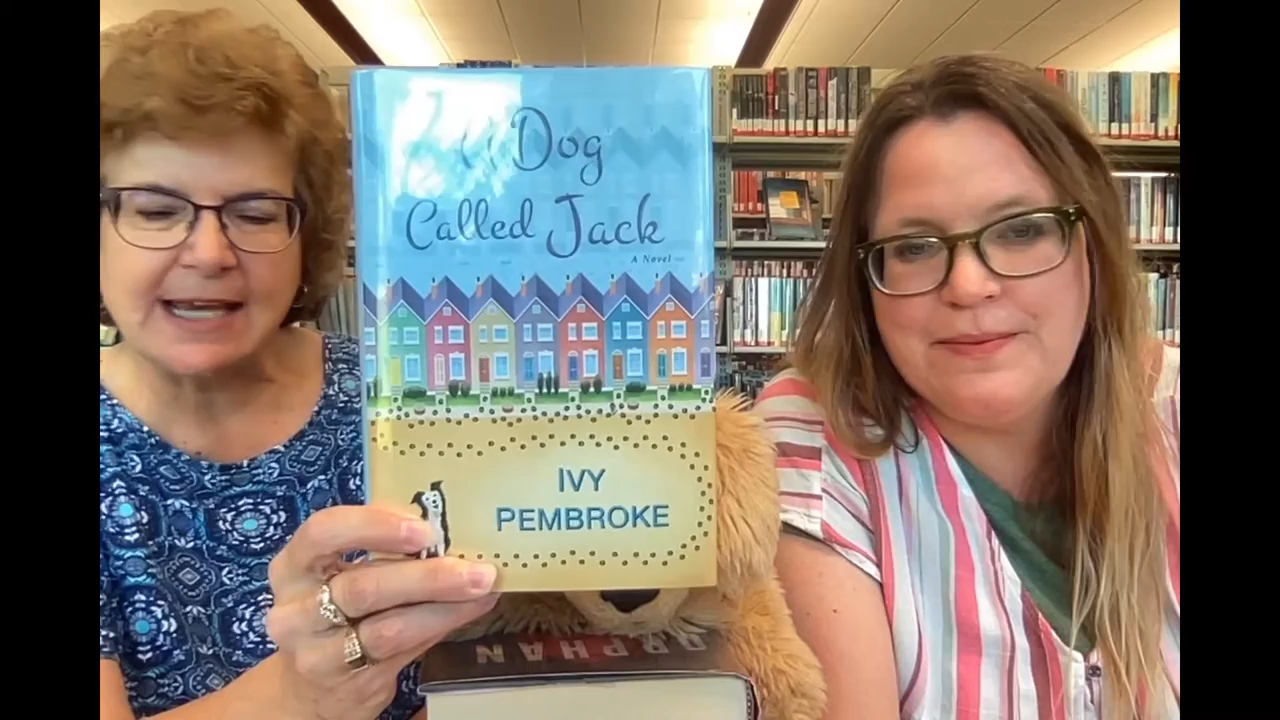 A Dog
Called Jack
A Novel
IVY
PEMBROKE
ORPHAN